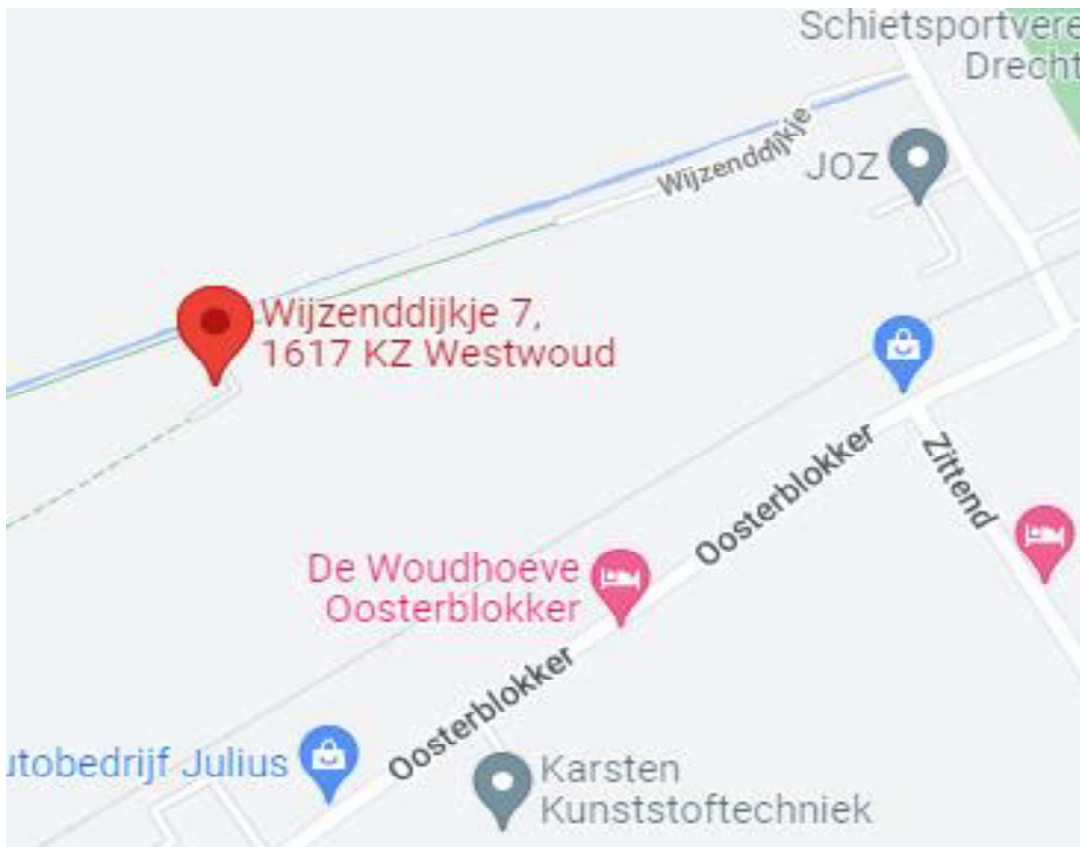 Schietsportvere
Drecht
Wijzenddijkje
JOZ
Wijzenddijkje 7,
1617 KZ Westwoud
Oosterblokker
Zittend
De Woudhoeve
Oosterblokker
Oosterblokker
utobedrijf Julius
Karsten
Kunststoftechniek